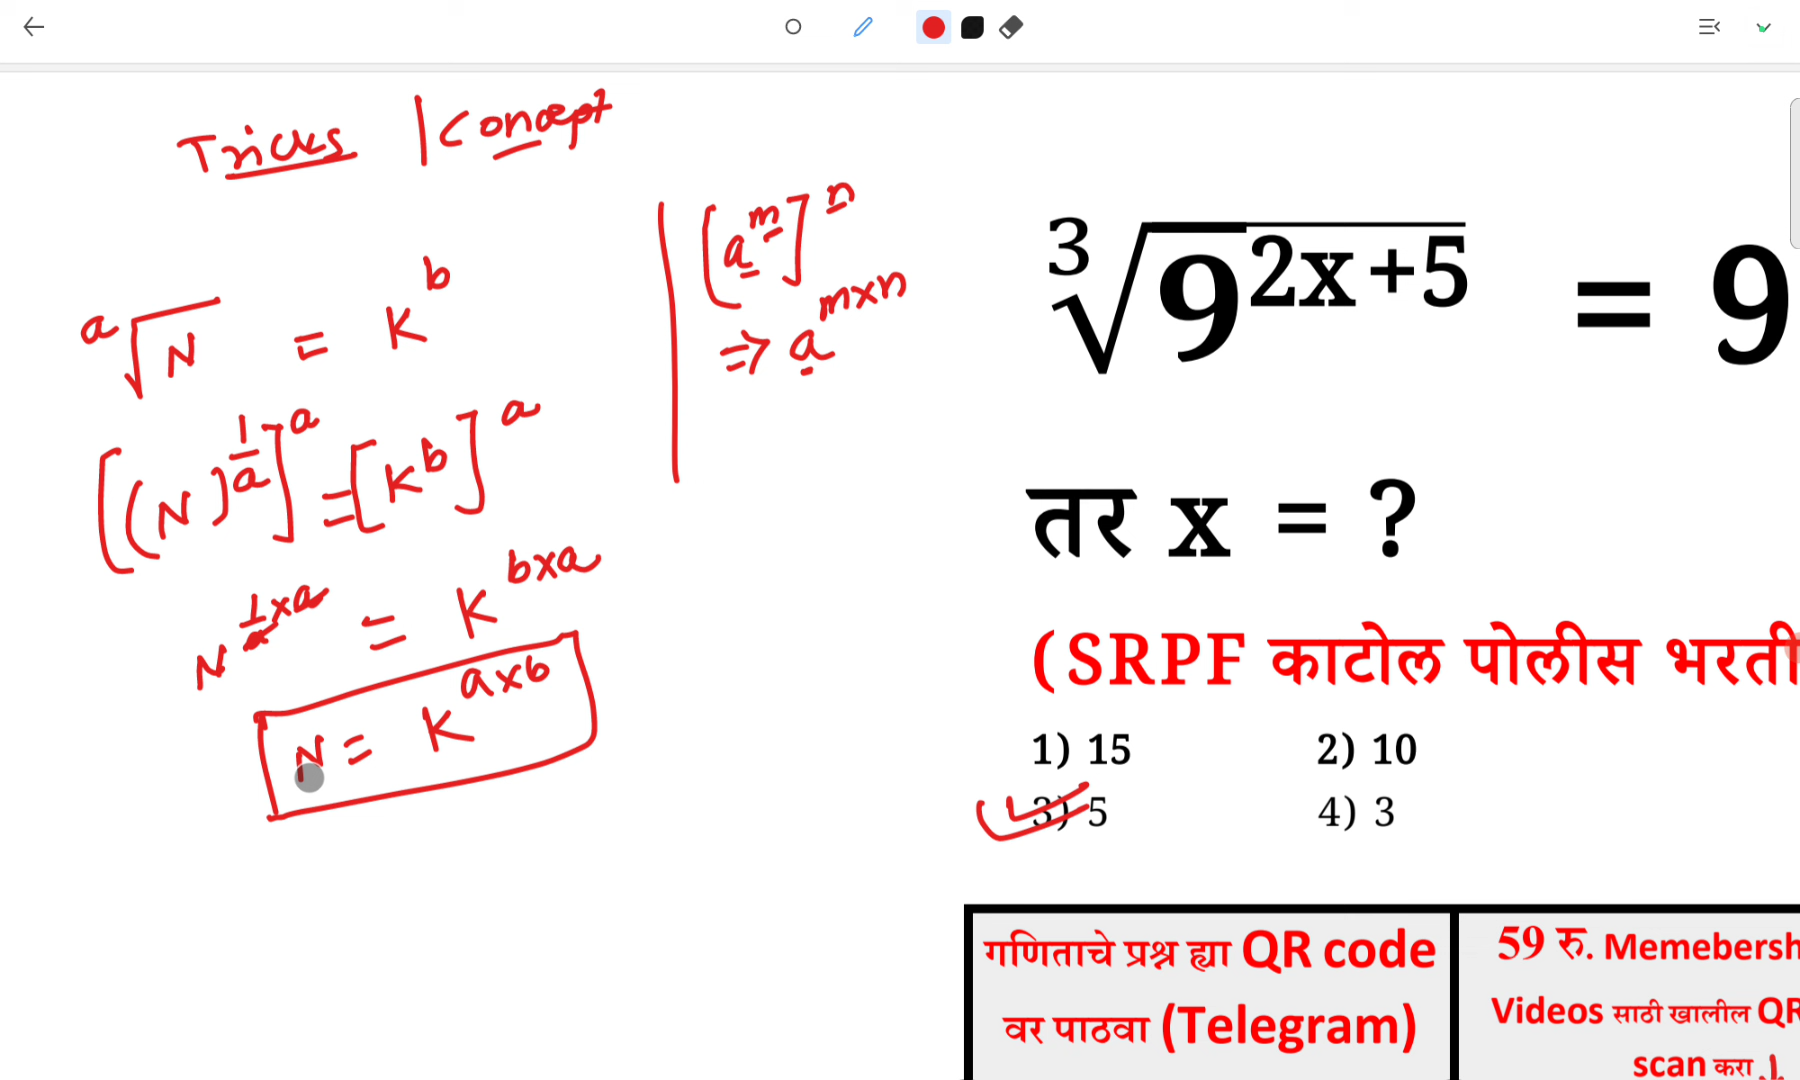 Tricks | Concept
a√N = K^b
[(N)^1/a]^a = [K^b]^a
N^1/a×a = K^b×a
N = K^a×b
[a^m]^n
⇒ a^m×n
3√9^2x+5 = 9
तर x = ?
(SRPF काटोल पोलीस भरती
1) 15 2) 10
3) 5 4) 3
गणिताचे प्रश्न ह्या QR code
वर पाठवा (Telegram)
59 रु. Memebersh
Videos साठी खालील QR
scan करा